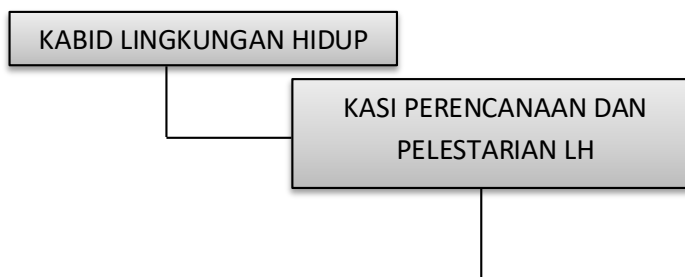 KABID LINGKUNGAN HIDUP
KASI PERENCANAAN DAN
PELESTARIAN LH